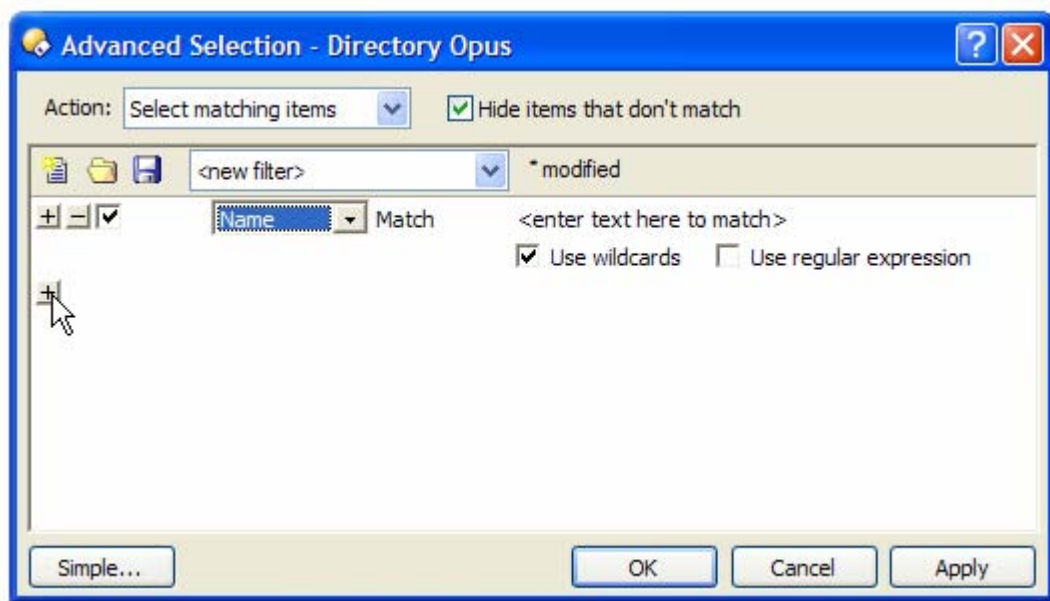 Advanced Selection - Directory Opus
Action: Select matching items Hide items that don't match
<new filter> * modified
Name Match <enter text here to match>
Use wildcards Use regular expression
Simple... OK Cancel Apply